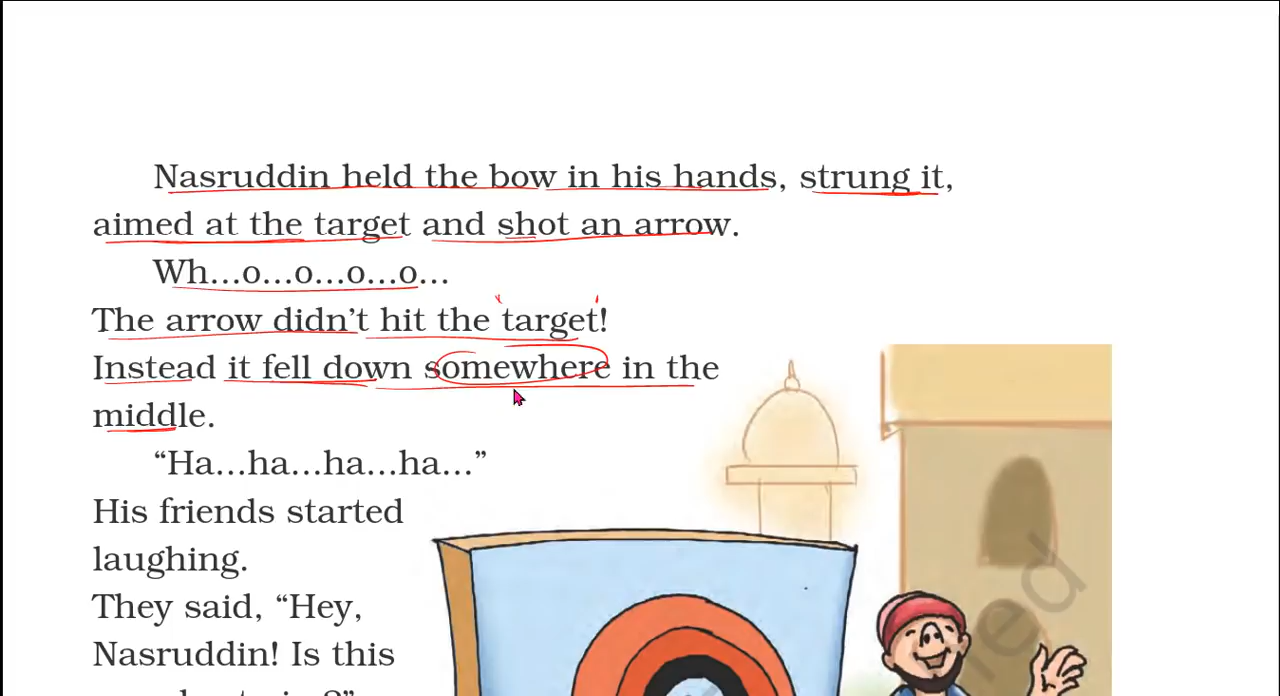 Nasruddin held the bow in his hands, strung it,
aimed at the target and shot an arrow.
Wh...o...o...o...o...
The arrow didn't hit the target!
Instead it fell down somewhere in the
middle.
“Ha...ha...ha...ha...”
His friends started
laughing.
They said, “Hey,
Nasruddin! Is this